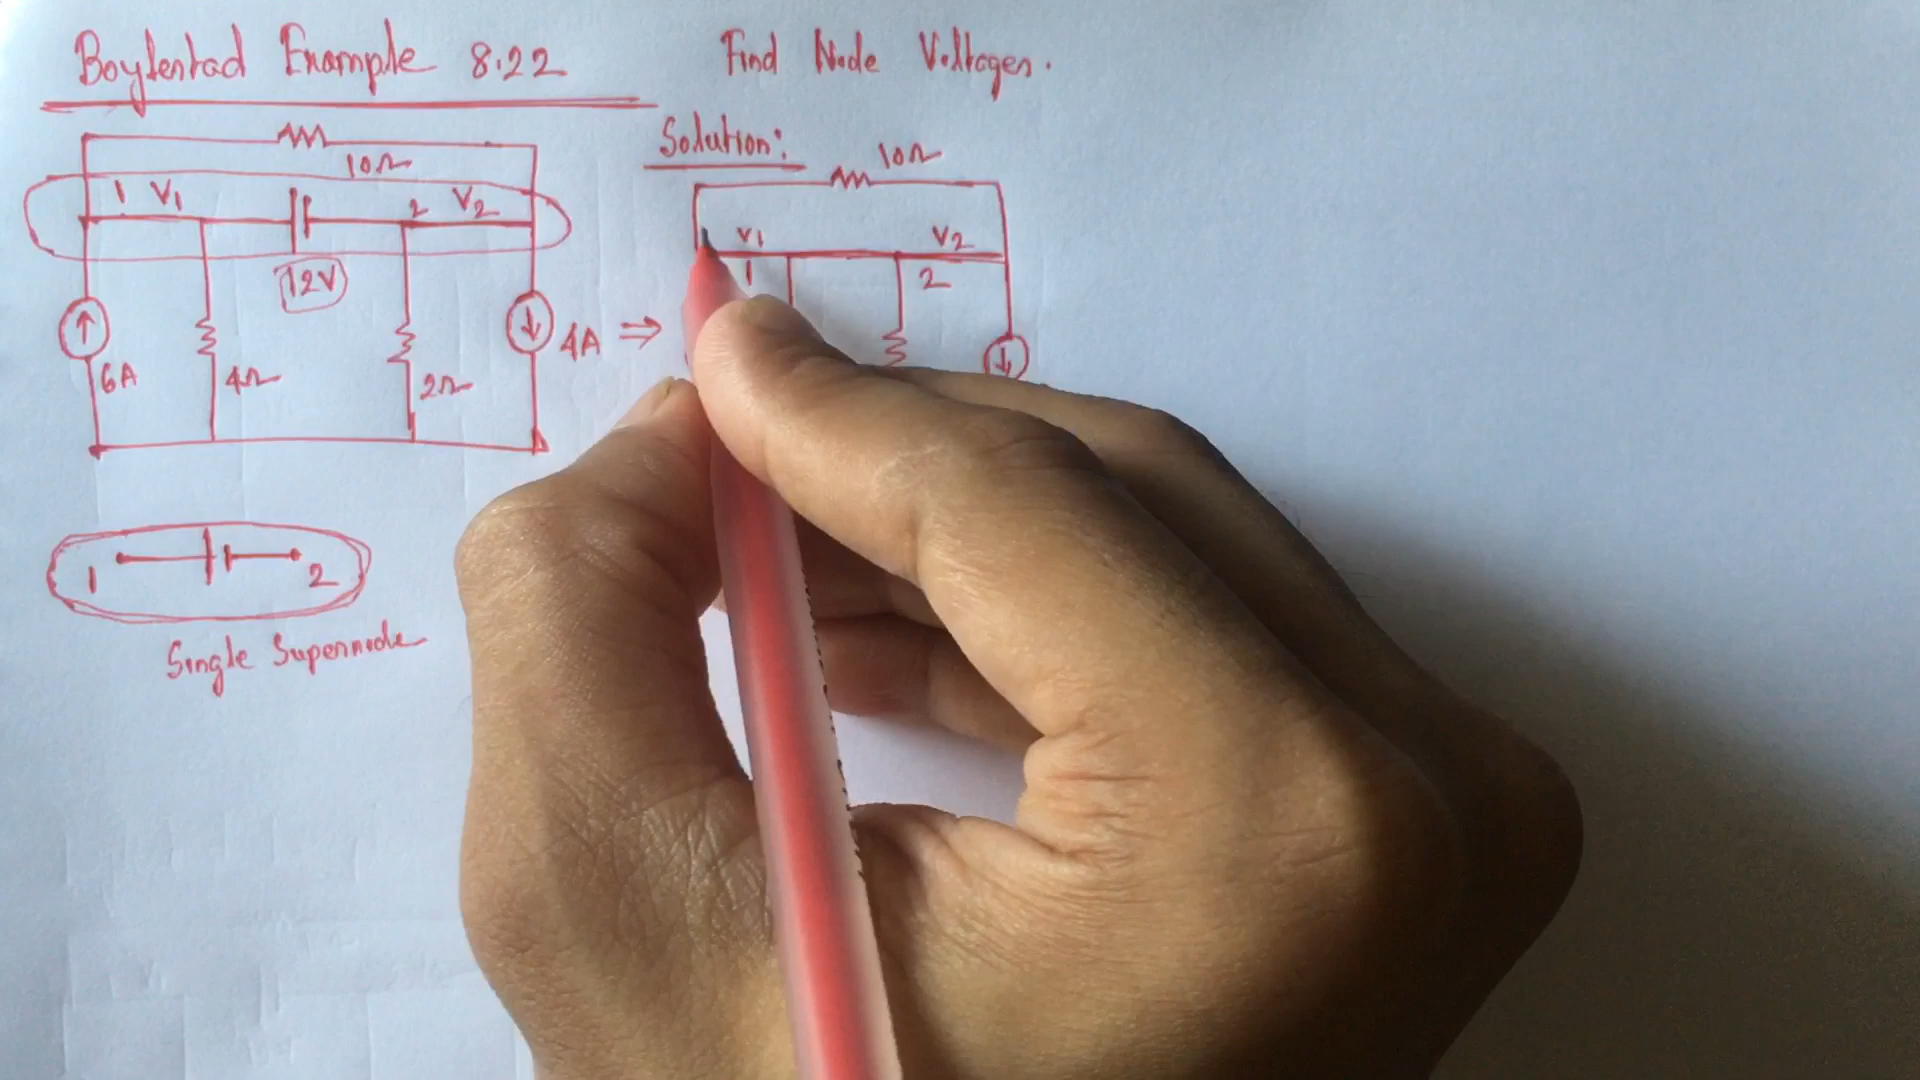 Boylestad Example 8.22
Find Node Voltages.
Solution:
10Ω
1 V1
2 V2
12V
6A
4Ω
2Ω
4A ⇒
1 2
Single Supernode
10Ω
V1
V2
1
2